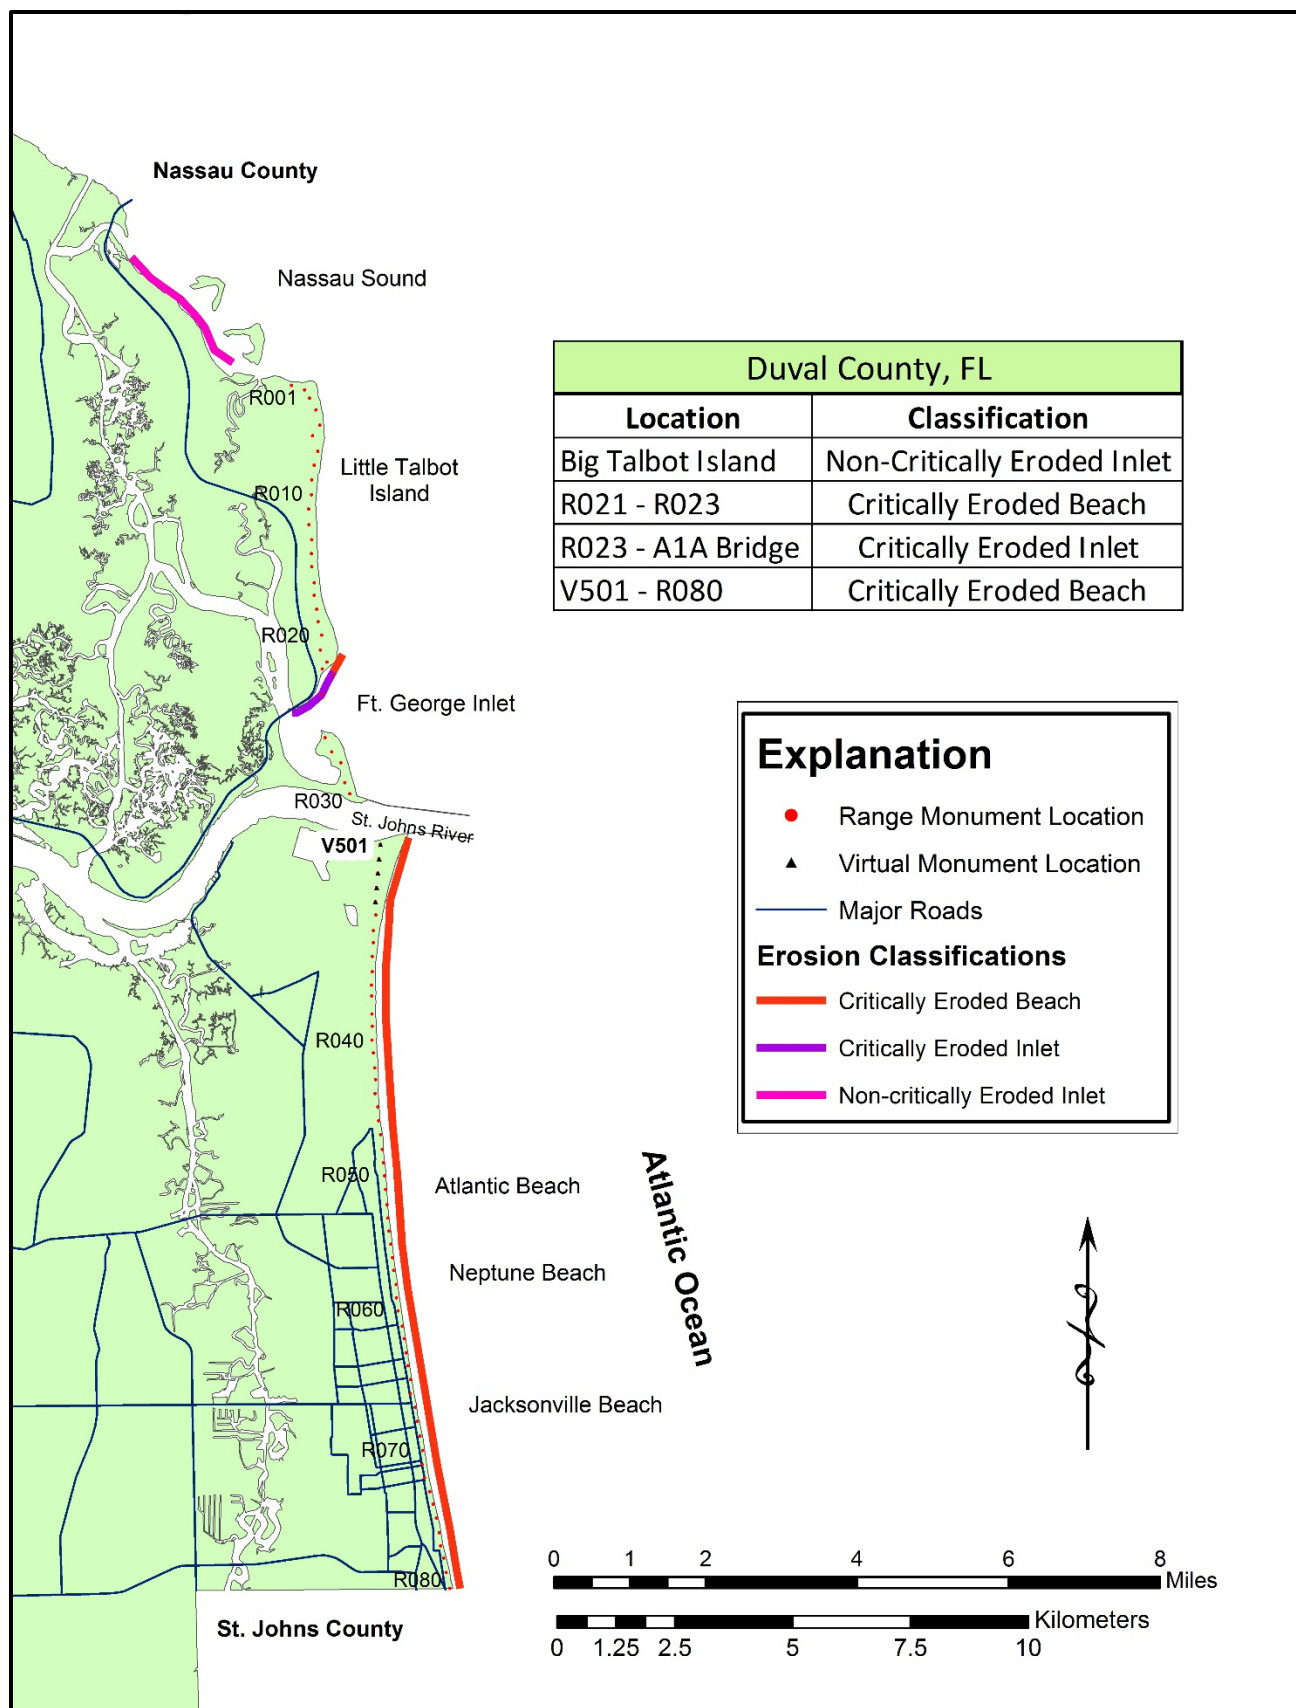 Nassau County
Nassau Sound
R001
Little Talbot
Island
R010
R020
Ft. George Inlet
R030
St. Johns River
V501
R040
R050
Atlantic Beach
Neptune Beach
R060
Jacksonville Beach
R070
R080
St. Johns County
Atlantic Ocean
Duval County, FL
Location Classification
Big Talbot Island Non-Critically Eroded Inlet
R021 - R023 Critically Eroded Beach
R023 - A1A Bridge Critically Eroded Inlet
V501 - R080 Critically Eroded Beach
Explanation
Range Monument Location
Virtual Monument Location
Major Roads
Erosion Classifications
Critically Eroded Beach
Critically Eroded Inlet
Non-critically Eroded Inlet
N
0 1 2 4 6 8
Miles
Kilometers
0 1.25 2.5 5 7.5 10